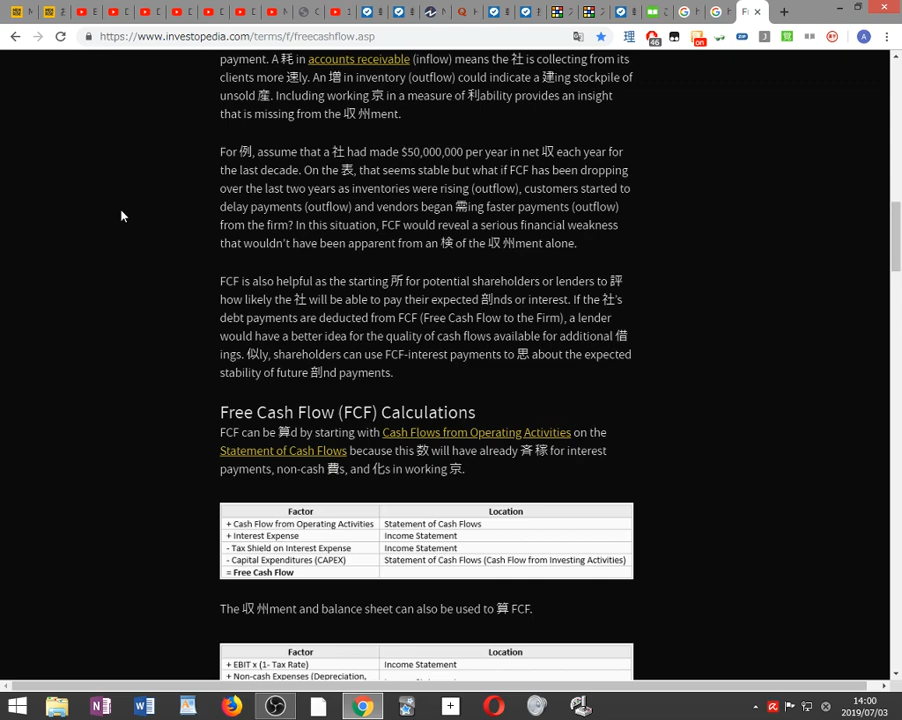 https://www.investopedia.com/terms/f/freecashflow.asp
payment. A 耗 in accounts receivable (inflow) means the 社 is collecting from its
clients more 速ly. An 増 in inventory (outflow) could indicate a 建ing stockpile of
unsold 産. Including working 京 in a measure of 利ability provides an insight
that is missing from the 収 州ment.
For 例, assume that a 社 had made $50,000,000 per year in net 収 each year for
the last decade. On the 表, that seems stable but what if FCF has been dropping
over the last two years as inventories were rising (outflow), customers started to
delay payments (outflow) and vendors began 需ing faster payments (outflow)
from the firm? In this situation, FCF would reveal a serious financial weakness
that wouldn't have been apparent from an 検 of the 収 州ment alone.
FCF is also helpful as the starting 所 for potential shareholders or lenders to 評
how likely the 社 will be able to pay their expected 剖nds or interest. If the 社's
debt payments are deducted from FCF (Free Cash Flow to the Firm), a lender
would have a better idea for the quality of cash flows available for additional 借
ings. 似ly, shareholders can use FCF-interest payments to 思 about the expected
stability of future 剖nd payments.
Free Cash Flow (FCF) Calculations
FCF can be 算d by starting with Cash Flows from Operating Activities on the
Statement of Cash Flows because this 数 will have already 斉 稼 for interest
payments, non-cash 費s, and 化s in working 京.
Factor Location
+ Cash Flow from Operating Activities Statement of Cash Flows
+ Interest Expense Income Statement
- Tax Shield on Interest Expense Income Statement
- Capital Expenditures (CAPEX) Statement of Cash Flows (Cash Flow from Investing Activities)
= Free Cash Flow
The 収 州ment and balance sheet can also be used to 算 FCF.
Factor Location
+ EBIT x (1- Tax Rate) Income Statement
+ Non-cash Expenses (Depreciation,
14:00
2019/07/03